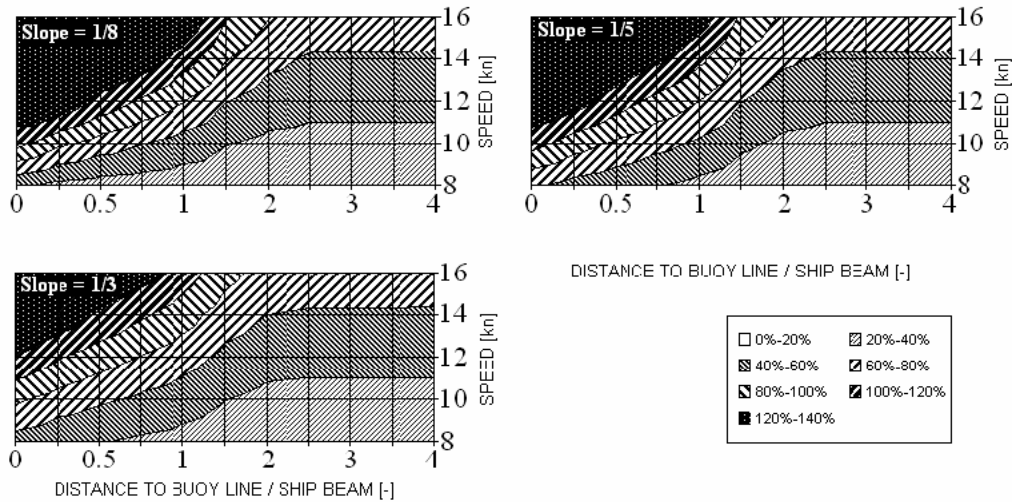 Slope = 1/8
16
14
12
10
8
SPEED [kn]
0 0.5 1 2 3 4
Slope = 1/5
16
14
12
10
8
SPEED [kn]
0 0.5 1 2 3 4
DISTANCE TO BUOY LINE / SHIP BEAM [-]
Slope = 1/3
16
14
12
10
8
SPEED [kn]
0 0.5 1 2 3 4
DISTANCE TO BUOY LINE / SHIP BEAM [-]
0%-20% 20%-40%
40%-60% 60%-80%
80%-100% 100%-120%
120%-140%